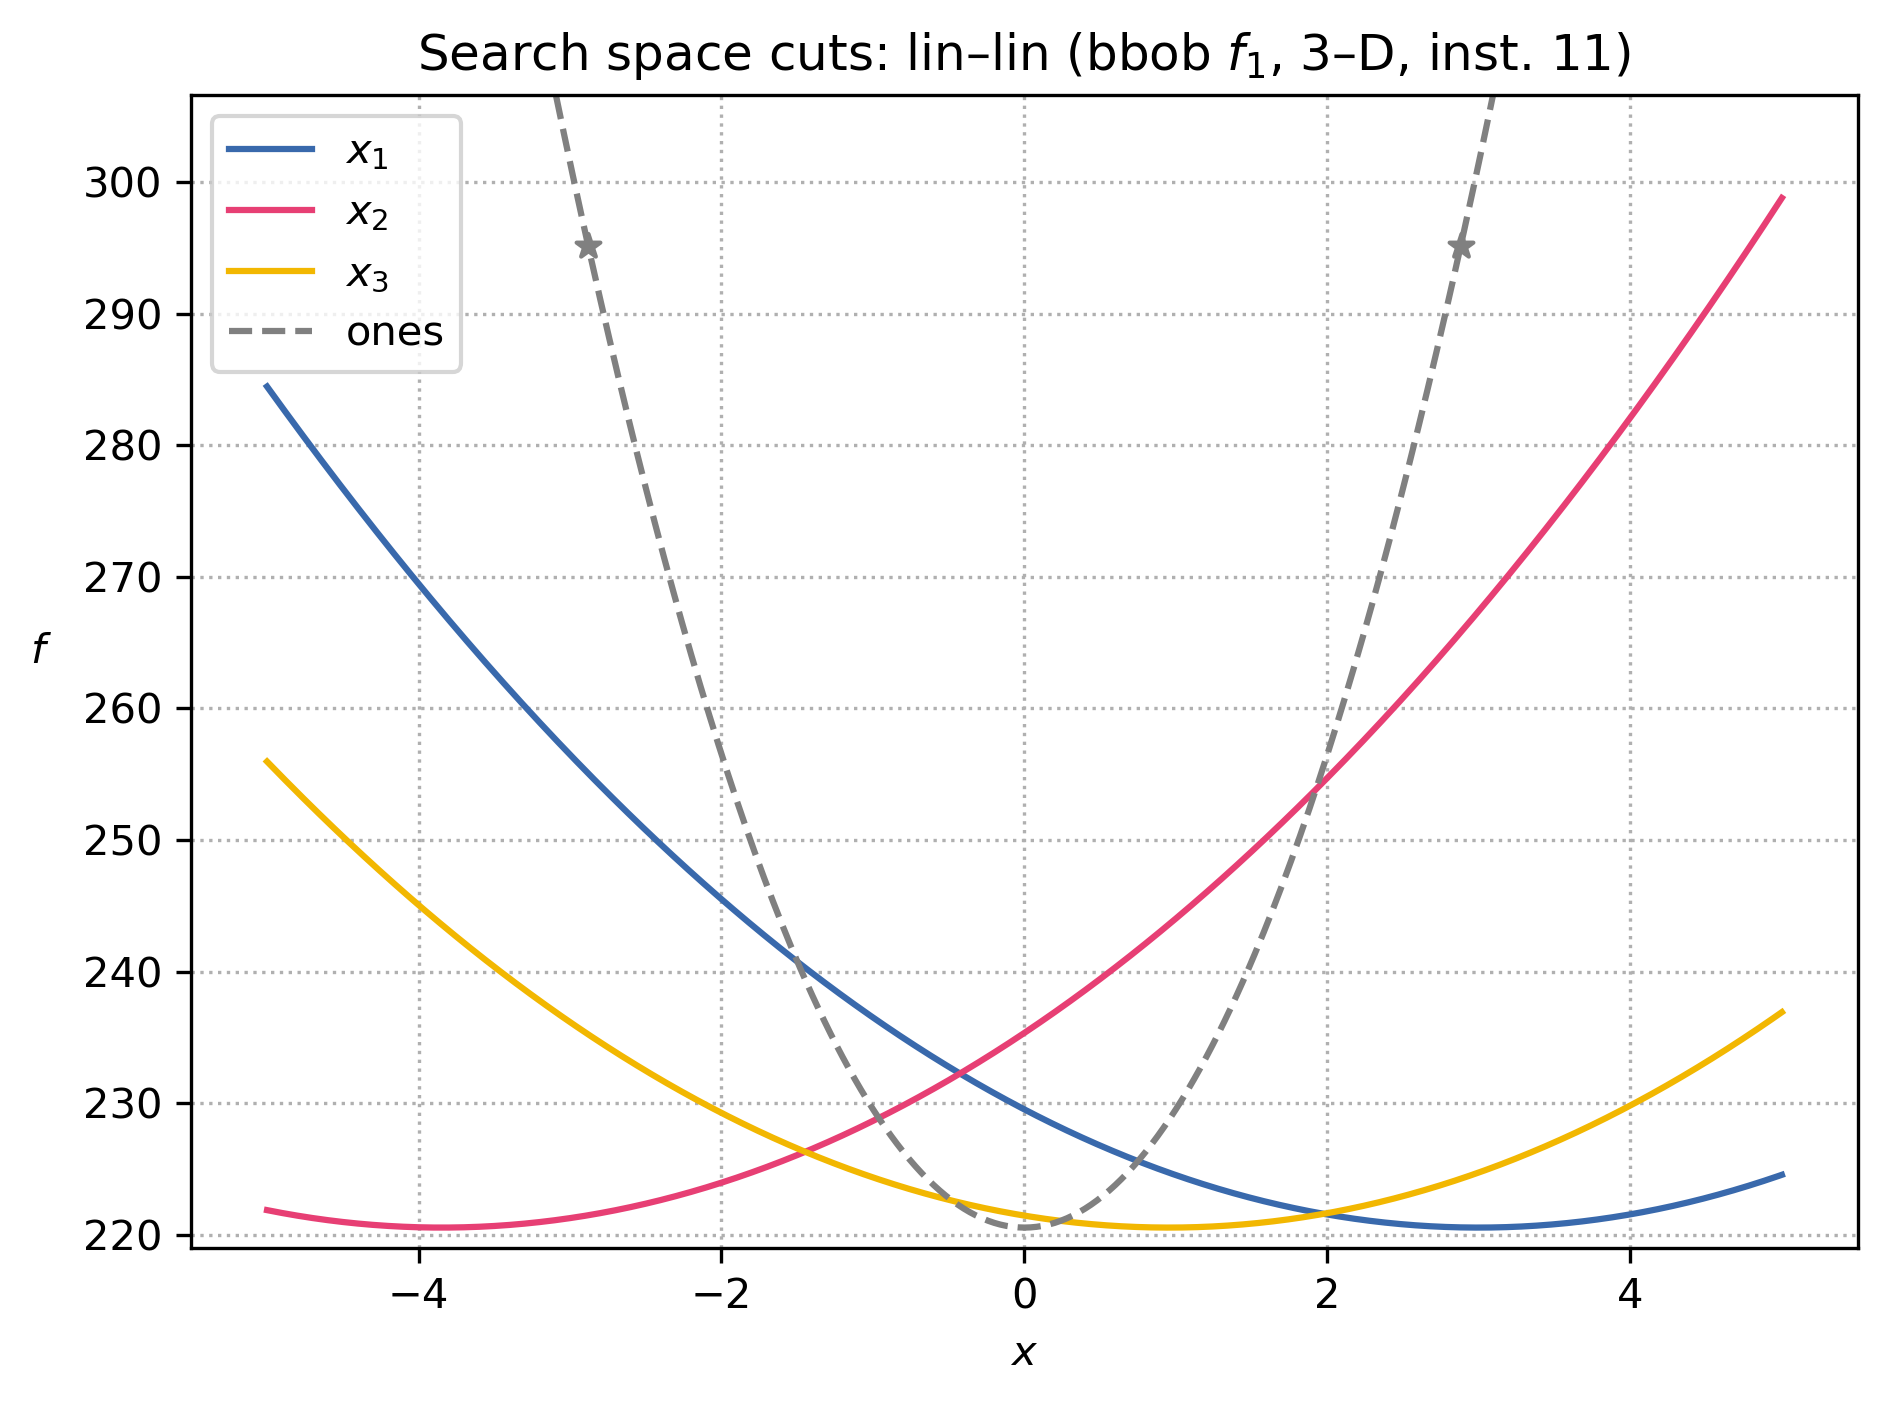 Search space cuts: lin–lin (bbob f₁, 3–D, inst. 11)
x₁
x₂
x₃
ones
300
290
280
270
260
250
240
230
220
f
−4 −2 0 2 4
x